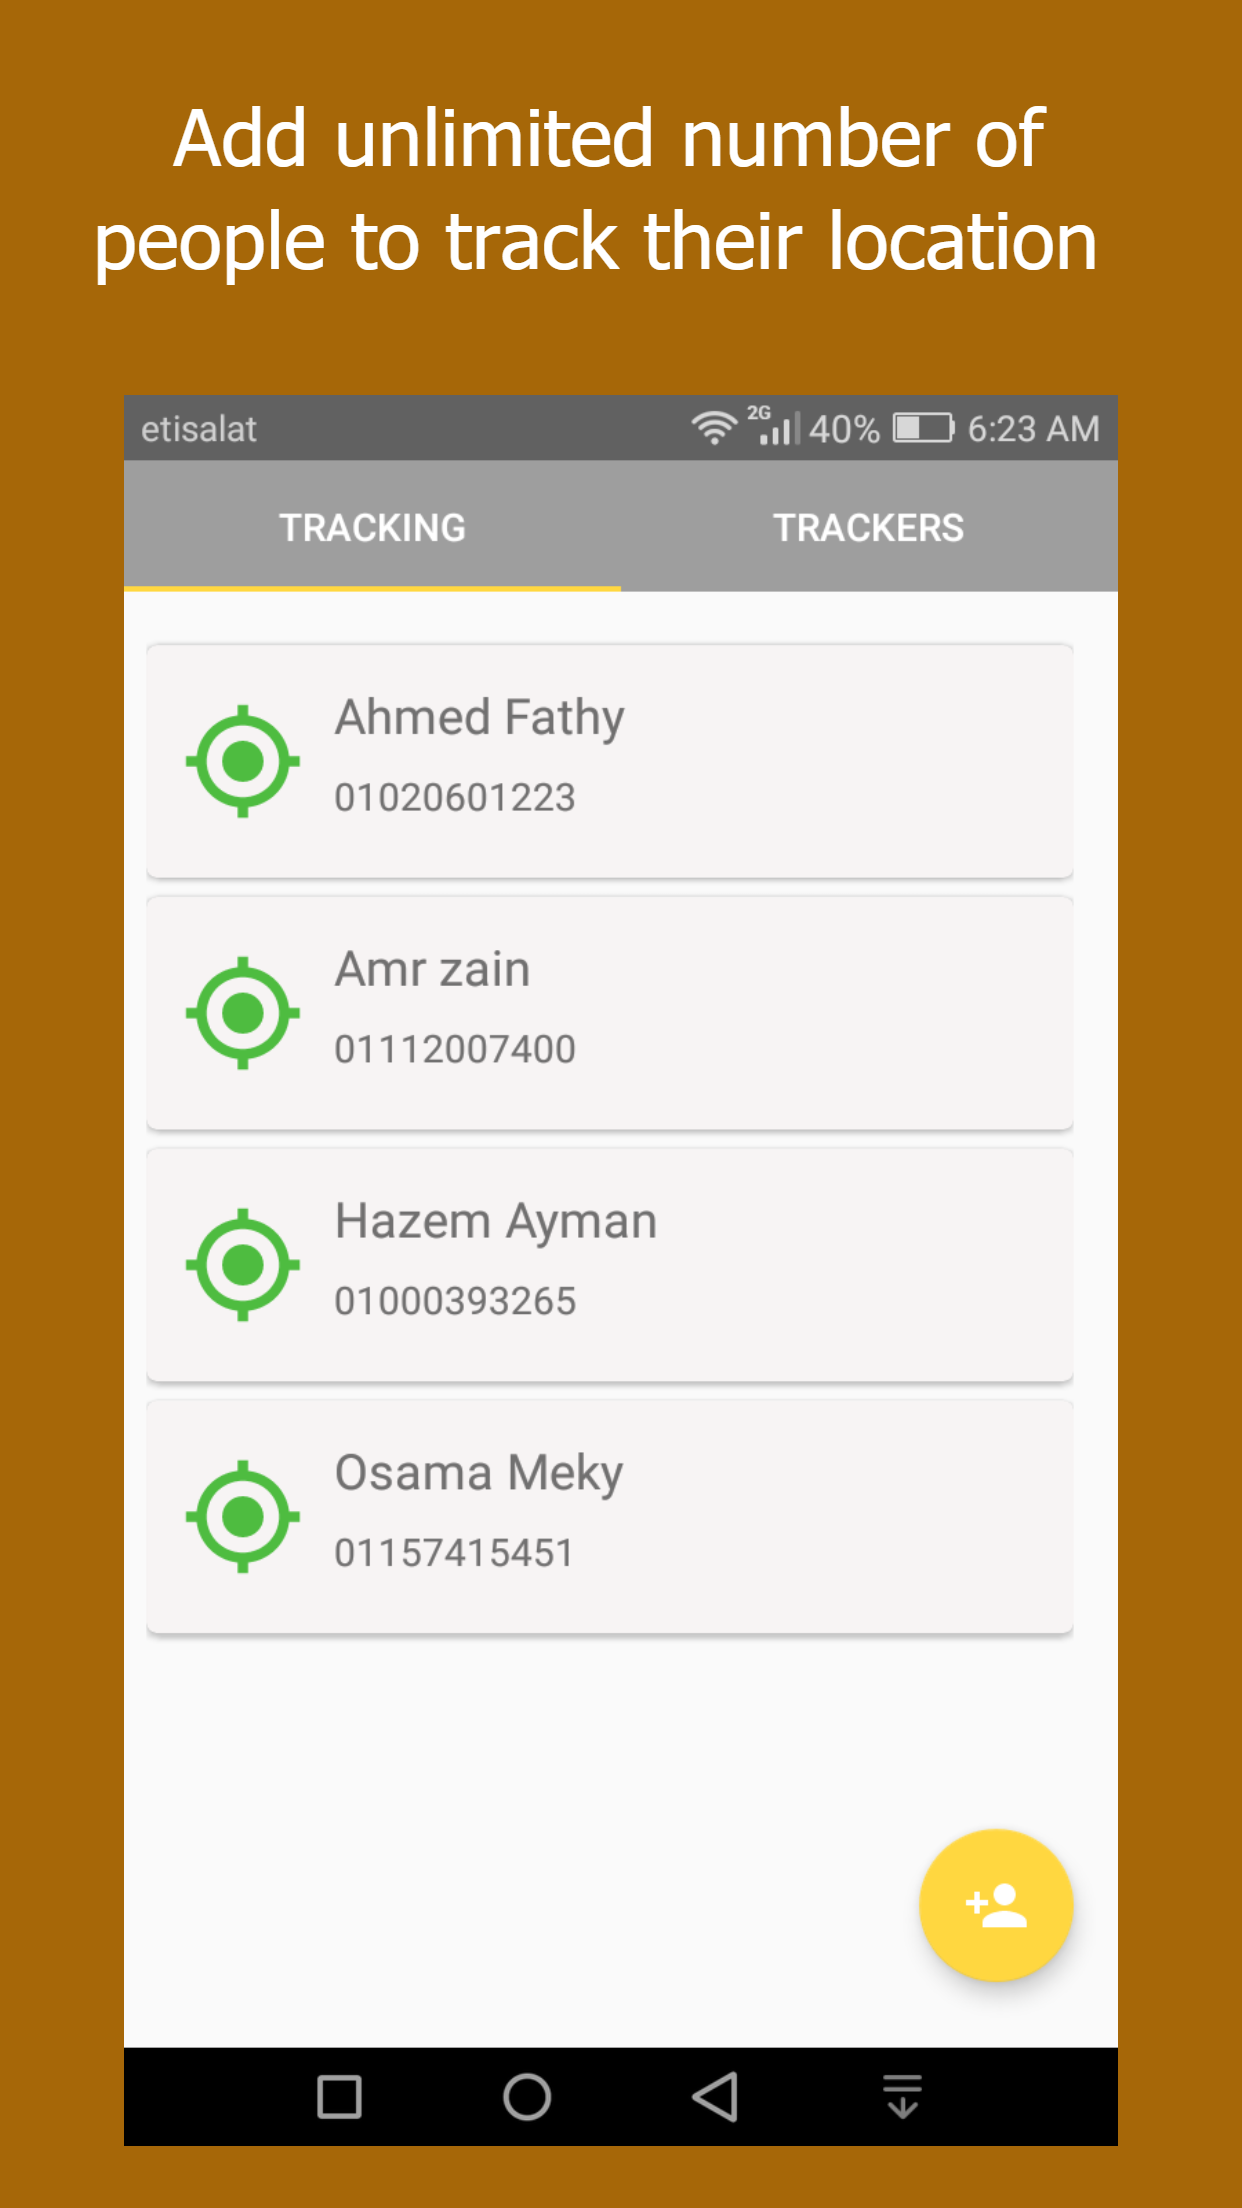 Add unlimited number of
people to track their location
etisalat 2G 40% 6:23 AM
TRACKING TRACKERS
Ahmed Fathy
01020601223
Amr zain
01112007400
Hazem Ayman
01000393265
Osama Meky
01157415451